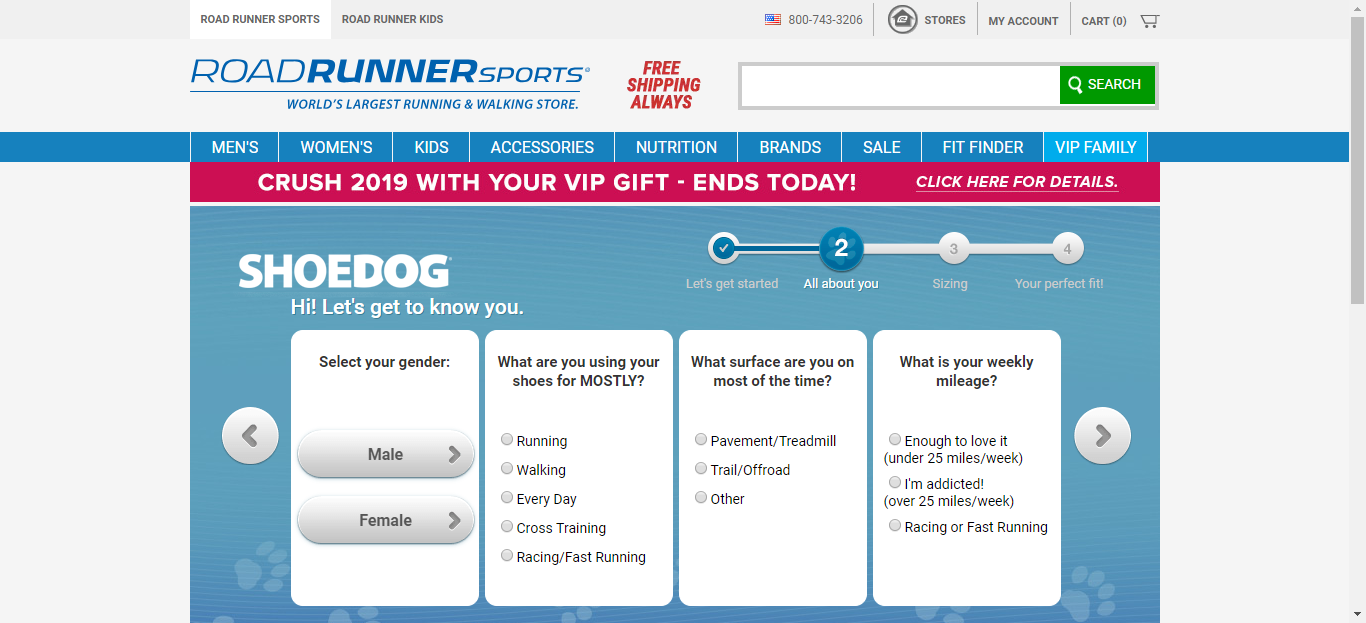 ROAD RUNNER SPORTS
ROAD RUNNER KIDS
800-743-3206
STORES
MY ACCOUNT
CART (0)
ROADRUNNERSPORTS®
WORLD'S LARGEST RUNNING & WALKING STORE.
FREE
SHIPPING
ALWAYS
SEARCH
MEN'S
WOMEN'S
KIDS
ACCESSORIES
NUTRITION
BRANDS
SALE
FIT FINDER
VIP FAMILY
CRUSH 2019 WITH YOUR VIP GIFT - ENDS TODAY!
CLICK HERE FOR DETAILS.
SHOEDOG
2
3
4
Let's get started
All about you
Sizing
Your perfect fit!
Hi! Let's get to know you.
Select your gender:
Male
Female
What are you using your
shoes for MOSTLY?
Running
Walking
Every Day
Cross Training
Racing/Fast Running
What surface are you on
most of the time?
Pavement/Treadmill
Trail/Offroad
Other
What is your weekly
mileage?
Enough to love it
(under 25 miles/week)
I'm addicted!
(over 25 miles/week)
Racing or Fast Running